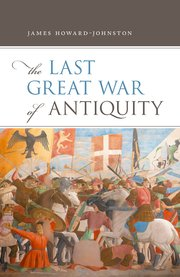 JAMES HOWARD-JOHNSTON
the LAST
GREAT WAR
of ANTIQUITY